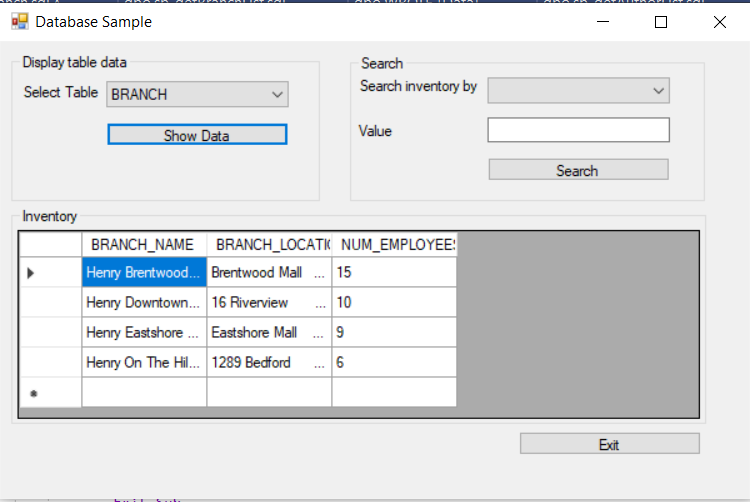 Database Sample
Display table data
Select Table BRANCH
Show Data
Search
Search inventory by
Value
Search
Inventory
BRANCH_NAME BRANCH_LOCATIC NUM_EMPLOYEES
Henry Brentwood... Brentwood Mall ... 15
Henry Downtown... 16 Riverview ... 10
Henry Eastshore ... Eastshore Mall ... 9
Henry On The Hil... 1289 Bedford ... 6
Exit